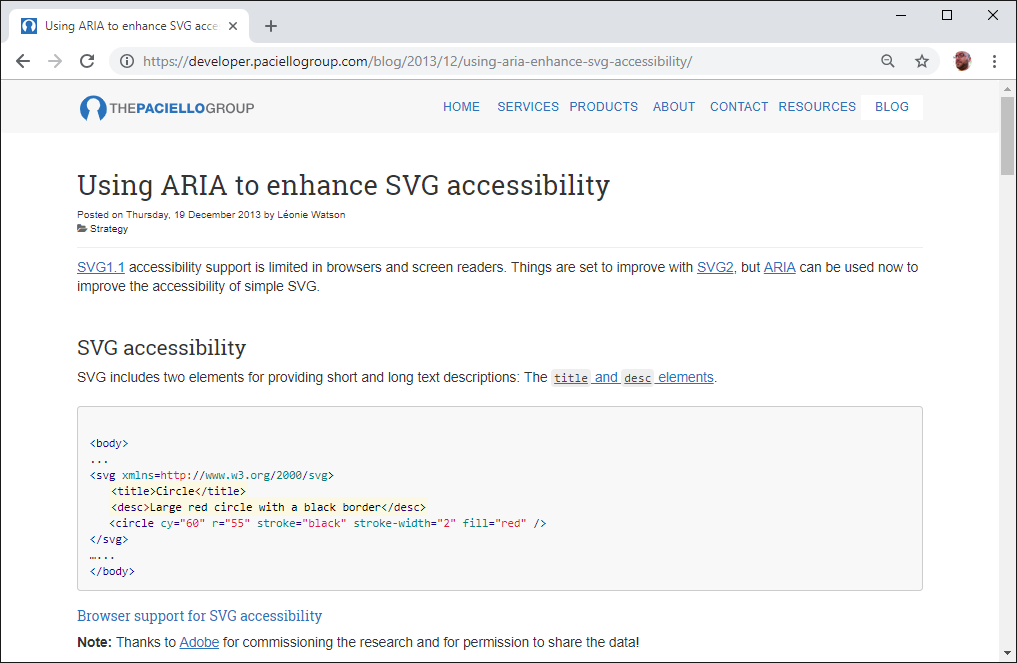 Using ARIA to enhance SVG acce
https://developer.paciellogroup.com/blog/2013/12/using-aria-enhance-svg-accessibility/
THEPACIELLOGROUP HOME SERVICES PRODUCTS ABOUT CONTACT RESOURCES BLOG
Using ARIA to enhance SVG accessibility
Posted on Thursday, 19 December 2013 by Léonie Watson
Strategy
SVG1.1 accessibility support is limited in browsers and screen readers. Things are set to improve with SVG2, but ARIA can be used now to
improve the accessibility of simple SVG.
SVG accessibility
SVG includes two elements for providing short and long text descriptions: The title and desc elements.
<body>
...
<svg xmlns=http://www.w3.org/2000/svg>
<title>Circle</title>
<desc>Large red circle with a black border</desc>
<circle cy="60" r="55" stroke="black" stroke-width="2" fill="red" />
</svg>
…...
</body>
Browser support for SVG accessibility
Note: Thanks to Adobe for commissioning the research and for permission to share the data!